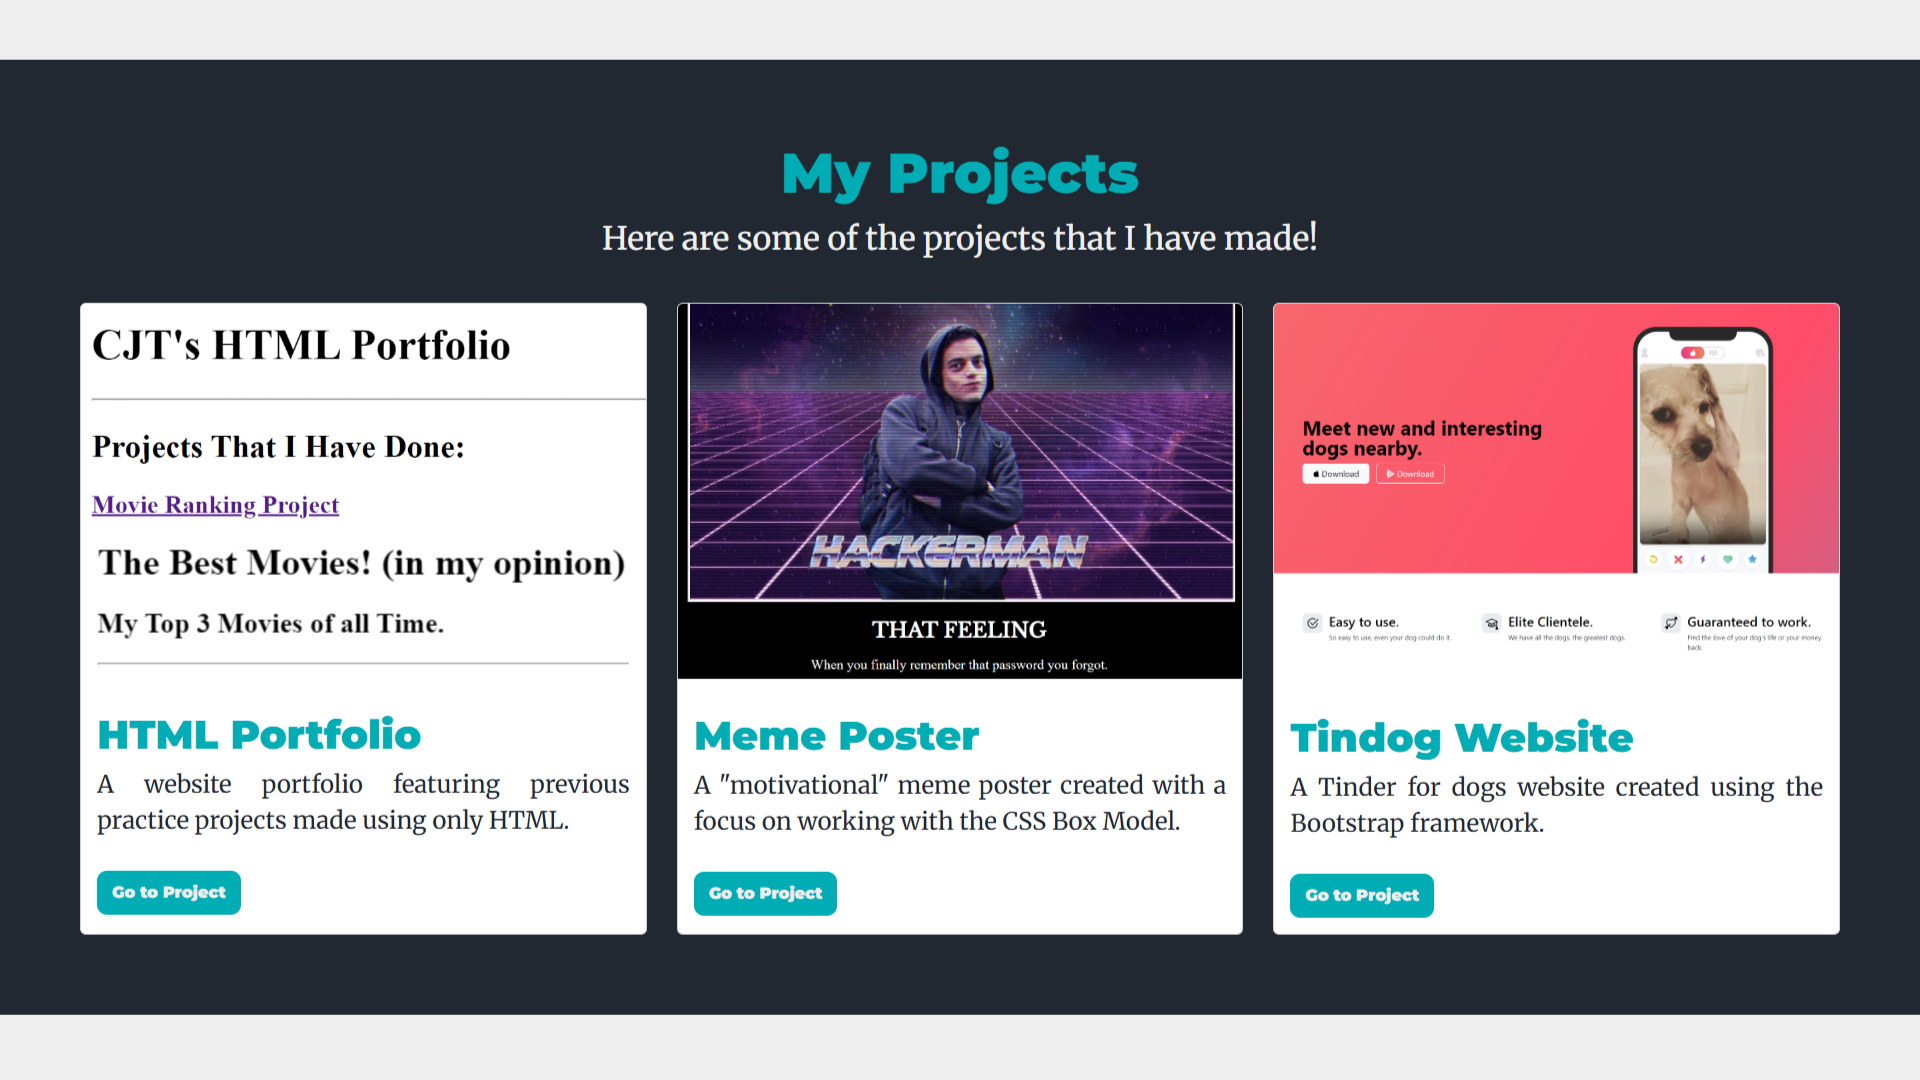 My Projects
Here are some of the projects that I have made!
CJT's HTML Portfolio
Projects That I Have Done:
Movie Ranking Project
The Best Movies! (in my opinion)
My Top 3 Movies of all Time.
HTML Portfolio
A website portfolio featuring previous
practice projects made using only HTML.
Go to Project
HACKERMAN
THAT FEELING
When you finally remember that password you forgot.
Meme Poster
A "motivational" meme poster created with a
focus on working with the CSS Box Model.
Go to Project
Meet new and interesting
dogs nearby.
Download
Download
Easy to use.
So easy to use, even your dog could do it.
Elite Clientele.
We have all the dogs, the greatest dogs.
Guaranteed to work.
Find the love of your dog's life or your money
back.
Tindog Website
A Tinder for dogs website created using the
Bootstrap framework.
Go to Project